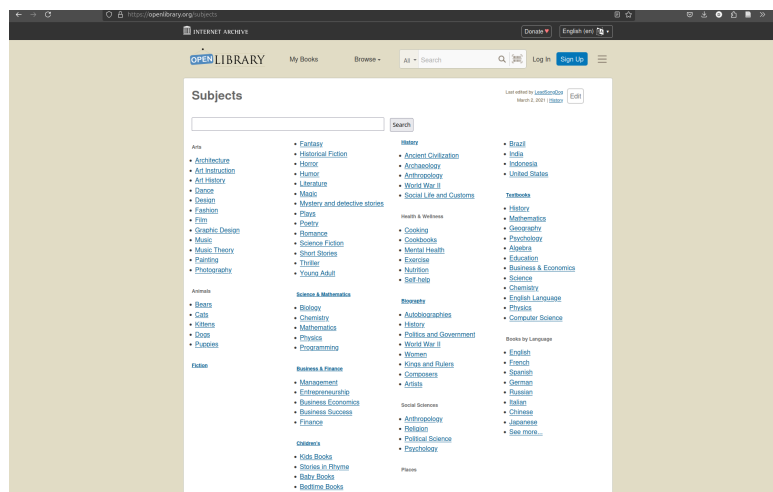 https://openlibrary.org/subjects
INTERNET ARCHIVE
Donate ♥
English (en)
OPEN LIBRARY
My Books
Browse
All
Search
Log In
Sign Up
Subjects
Last edited by LeadSongDog
March 2, 2021 | History
Edit
Search
Arts
• Architecture
• Art Instruction
• Art History
• Dance
• Design
• Fashion
• Film
• Graphic Design
• Music
• Music Theory
• Painting
• Photography
Animals
• Bears
• Cats
• Kittens
• Dogs
• Puppies
Fiction
• Fantasy
• Historical Fiction
• Horror
• Humor
• Literature
• Magic
• Mystery and detective stories
• Plays
• Poetry
• Romance
• Science Fiction
• Short Stories
• Thriller
• Young Adult
Science & Mathematics
• Biology
• Chemistry
• Mathematics
• Physics
• Programming
Business & Finance
• Management
• Entrepreneurship
• Business Economics
• Business Success
• Finance
Children's
• Kids Books
• Stories in Rhyme
• Baby Books
• Bedtime Books
History
• Ancient Civilization
• Archaeology
• Anthropology
• World War II
• Social Life and Customs
Health & Wellness
• Cooking
• Cookbooks
• Mental Health
• Exercise
• Nutrition
• Self-help
Biography
• Autobiographies
• History
• Politics and Government
• World War II
• Women
• Kings and Rulers
• Composers
• Artists
Social Sciences
• Anthropology
• Religion
• Political Science
• Psychology
Places
• Brazil
• India
• Indonesia
• United States
Textbooks
• History
• Mathematics
• Geography
• Psychology
• Algebra
• Education
• Business & Economics
• Science
• Chemistry
• English Language
• Physics
• Computer Science
Books by Language
• English
• French
• Spanish
• German
• Russian
• Italian
• Chinese
• Japanese
• See more...